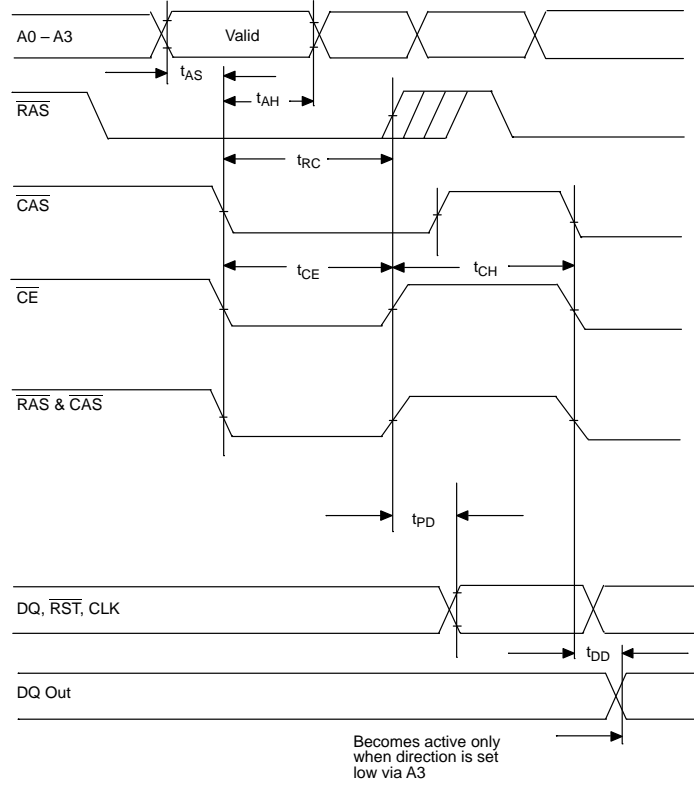 A0 – A3
Valid
tAS
tAH
RAS
tRC
CAS
tCE
tCH
CE
RAS & CAS
tPD
DQ, RST, CLK
tDD
DQ Out
Becomes active only
when direction is set
low via A3